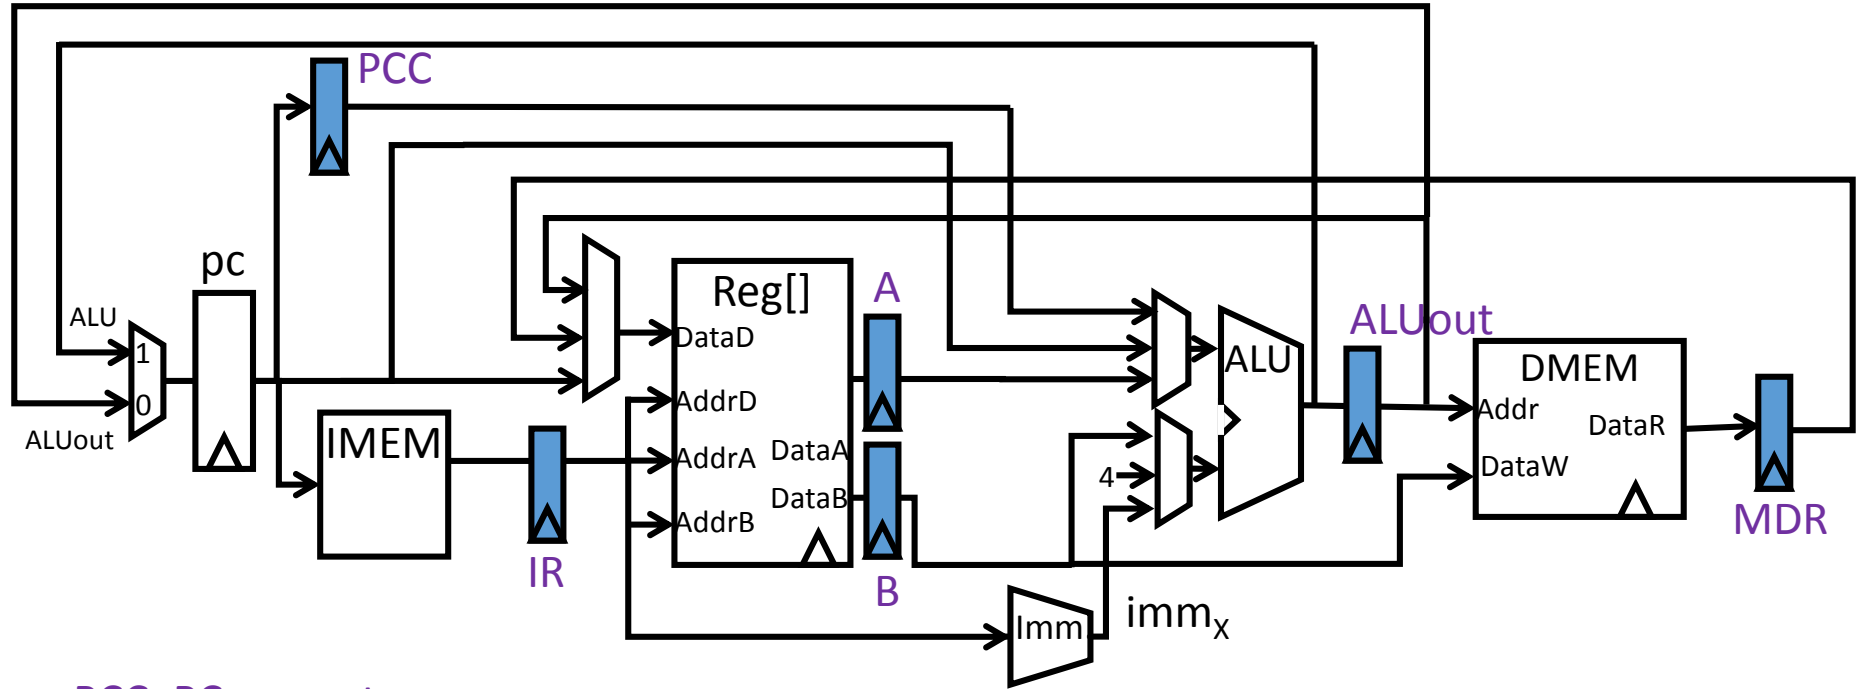 PCC
pc
Reg[]
A
ALUout
ALU
1
DataD
ALU
DMEM
0
ALUout
AddrD
Addr
DataR
IMEM
AddrA
DataA
4
DataW
DataB
AddrB
MDR
IR
B
Imm
immX